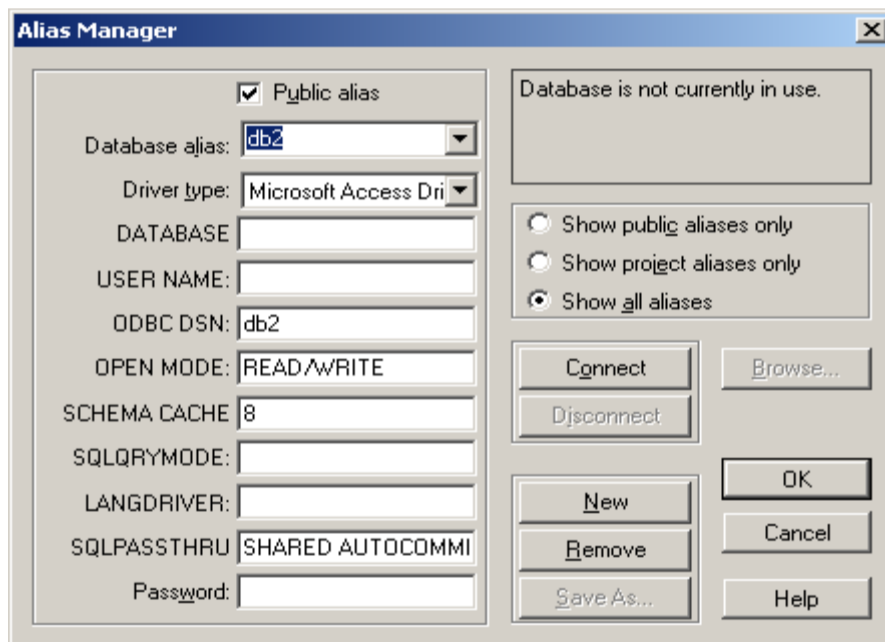 Alias Manager
Public alias
Database alias: db2
Driver type: Microsoft Access Dri
DATABASE
USER NAME:
ODBC DSN: db2
OPEN MODE: READ/WRITE
SCHEMA CACHE 8
SQLQRYMODE:
LANGDRIVER:
SQLPASSTHRU SHARED AUTOCOMMI
Password:
Database is not currently in use.
Show public aliases only
Show project aliases only
Show all aliases
Connect
Disconnect
Browse...
New
Remove
Save As...
OK
Cancel
Help